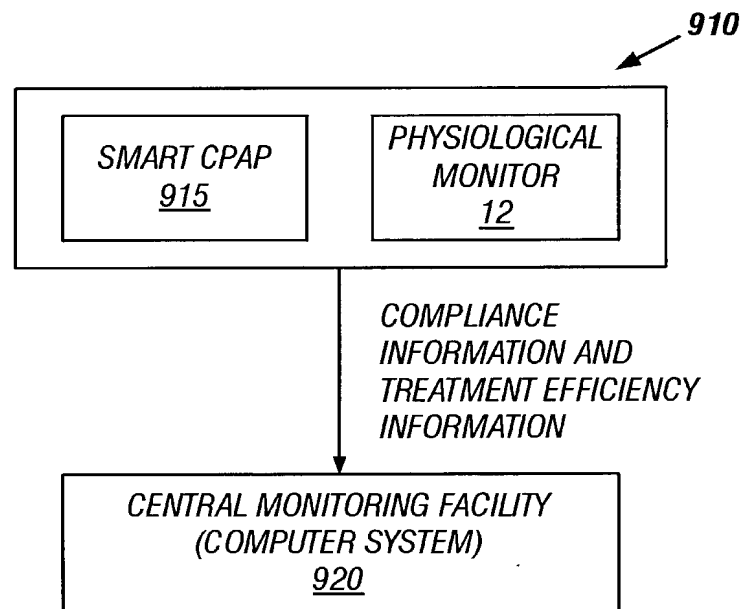 910
SMART CPAP
915
PHYSIOLOGICAL
MONITOR
12
COMPLIANCE
INFORMATION AND
TREATMENT EFFICIENCY
INFORMATION
CENTRAL MONITORING FACILITY
(COMPUTER SYSTEM)
920